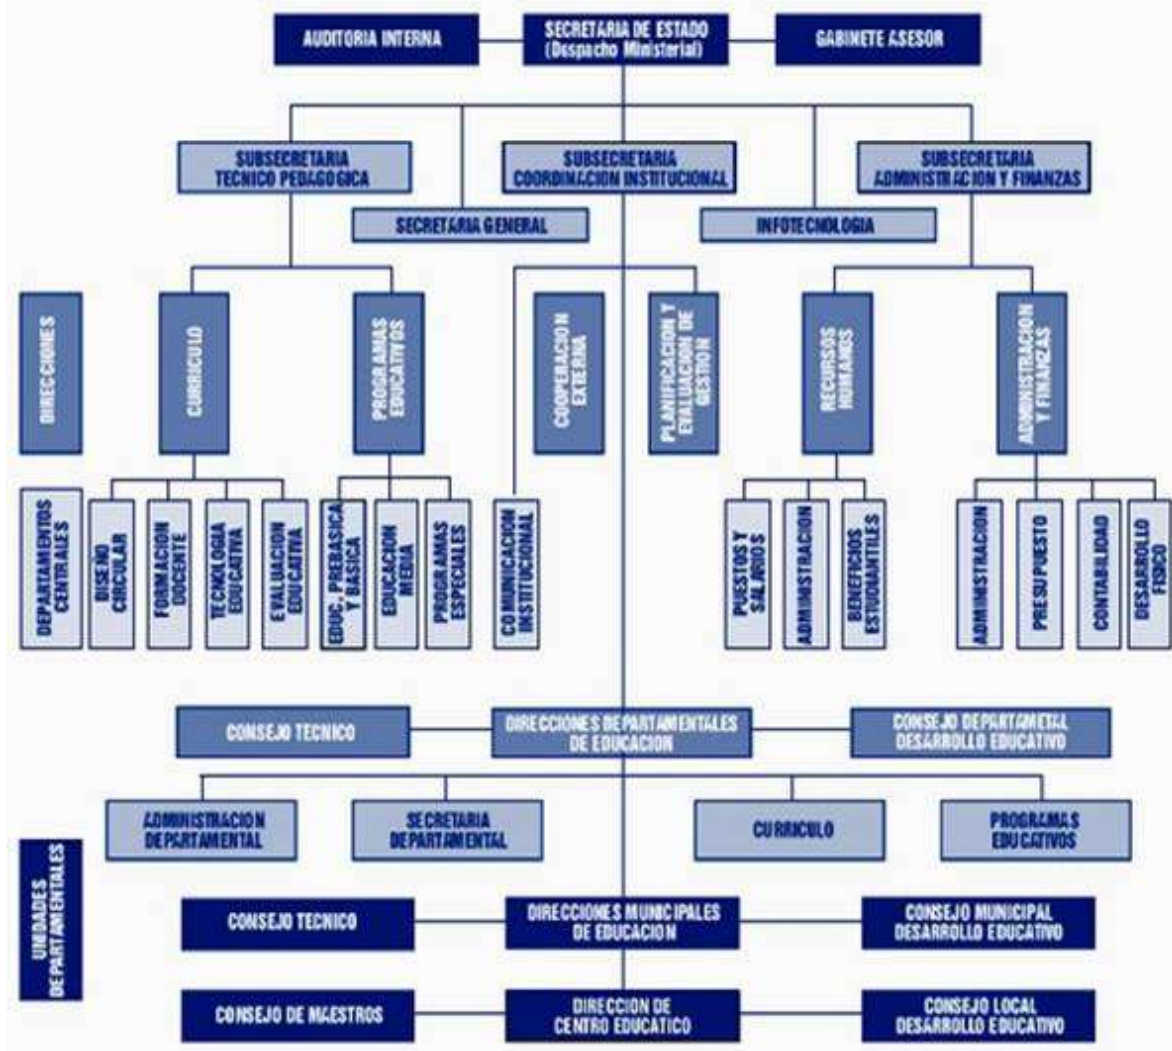 AUDITORIA INTERNA
SECRETARIA DE ESTADO
(Despacho Ministerial)
GABINETE ASESOR
SUBSECRETARIA
TECNICO PEDAGOGICA
SUBSECRETARIA
COORDINACION INSTITUCIONAL
SUBSECRETARIA
ADMINISTRACION Y FINANZAS
SECRETARIA GENERAL
INFOTECNOLOGIA
DIRECCIONES
CURRICULO
PROGRAMAS
EDUCATIVOS
COOPERACION
EXTERNA
PLANIFICACION Y
EVALUACION DE
GESTION
RECURSOS
HUMANOS
ADMINISTRACION
Y FINANZAS
DEPARTAMENTOS
CENTRALES
DISEÑO
CIRCULAR
FORMACION
DOCENTE
TECNOLOGIA
EDUCATIVA
EVALUACION
EDUCATIVA
EDUC. PREBASICA
Y BASICA
EDUCACION
MEDIA
PROGRAMAS
ESPECIALES
COMUNICACION
INSTITUCIONAL
PUESTOS Y
SALARIOS
ADMINISTRACION
BENEFICIOS
ESTUDIANTILES
ADMINISTRACION
PRESUPUESTO
CONTABILIDAD
DESARROLLO
FISICO
CONSEJO TECNICO
DIRECCIONES DEPARTAMENTALES
DE EDUCACION
CONSEJO DEPARTAMETAL
DESARROLLO EDUCATIVO
ADMINISTRACION
DEPARTAMENTAL
SECRETARIA
DEPARTAMENTAL
CURRICULO
PROGRAMAS
EDUCATIVOS
UNIDADES
DEPARTAMENTALES
CONSEJO TECNICO
DIRECCIONES MUNICIPALES
DE EDUCACION
CONSEJO MUNICIPAL
DESARROLLO EDUCATIVO
CONSEJO DE MAESTROS
DIRECCION DE
CENTRO EDUCATICO
CONSEJO LOCAL
DESARROLLO EDUCATIVO